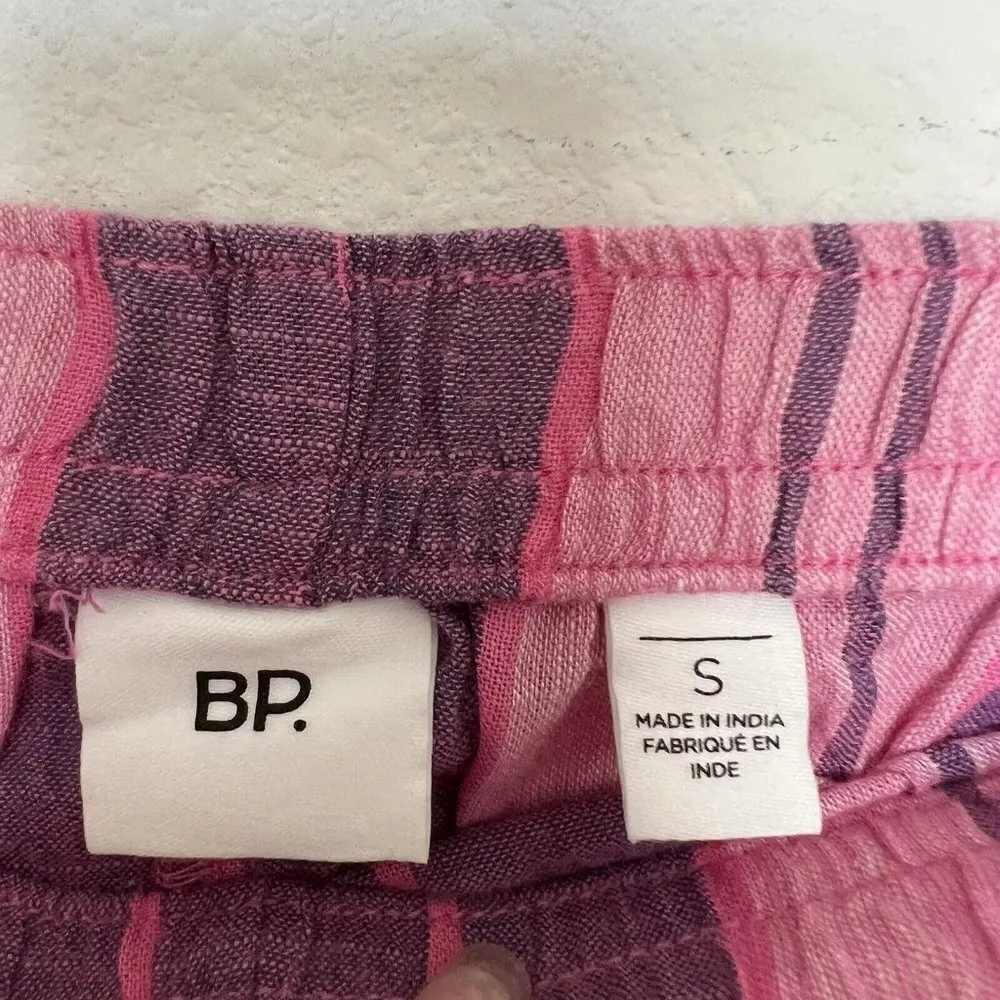 BP.
S
MADE IN INDIA
FABRIQUÉ EN
INDE